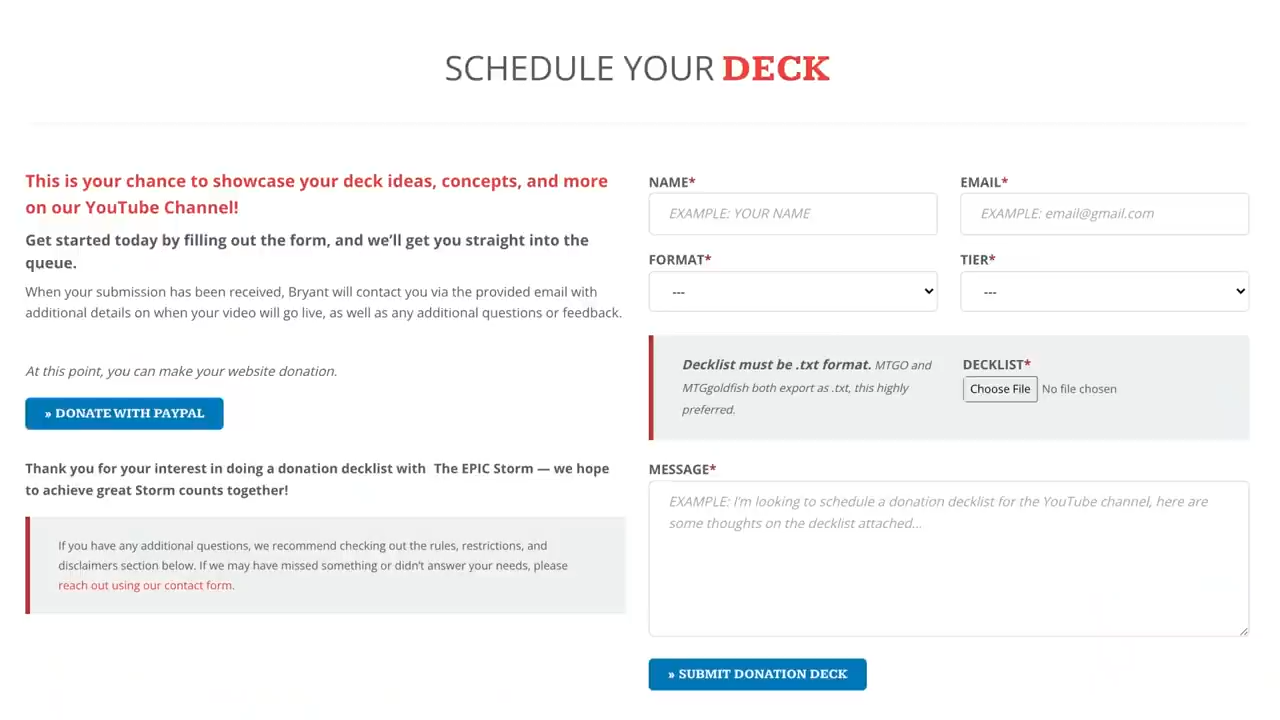 SCHEDULE YOUR DECK
This is your chance to showcase your deck ideas, concepts, and more
on our YouTube Channel!
Get started today by filling out the form, and we’ll get you straight into the
queue.
When your submission has been received, Bryant will contact you via the provided email with
additional details on when your video will go live, as well as any additional questions or feedback.
At this point, you can make your website donation.
» DONATE WITH PAYPAL
Thank you for your interest in doing a donation decklist with The EPIC Storm — we hope
to achieve great Storm counts together!
If you have any additional questions, we recommend checking out the rules, restrictions, and
disclaimers section below. If we may have missed something or didn’t answer your needs, please
reach out using our contact form.
NAME*
EXAMPLE: YOUR NAME
EMAIL*
EXAMPLE: email@gmail.com
FORMAT*
---
TIER*
---
Decklist must be .txt format. MTGO and
MTGgoldfish both export as .txt, this highly
preferred.
DECKLIST*
Choose File No file chosen
MESSAGE*
EXAMPLE: I'm looking to schedule a donation decklist for the YouTube channel, here are
some thoughts on the decklist attached...
» SUBMIT DONATION DECK